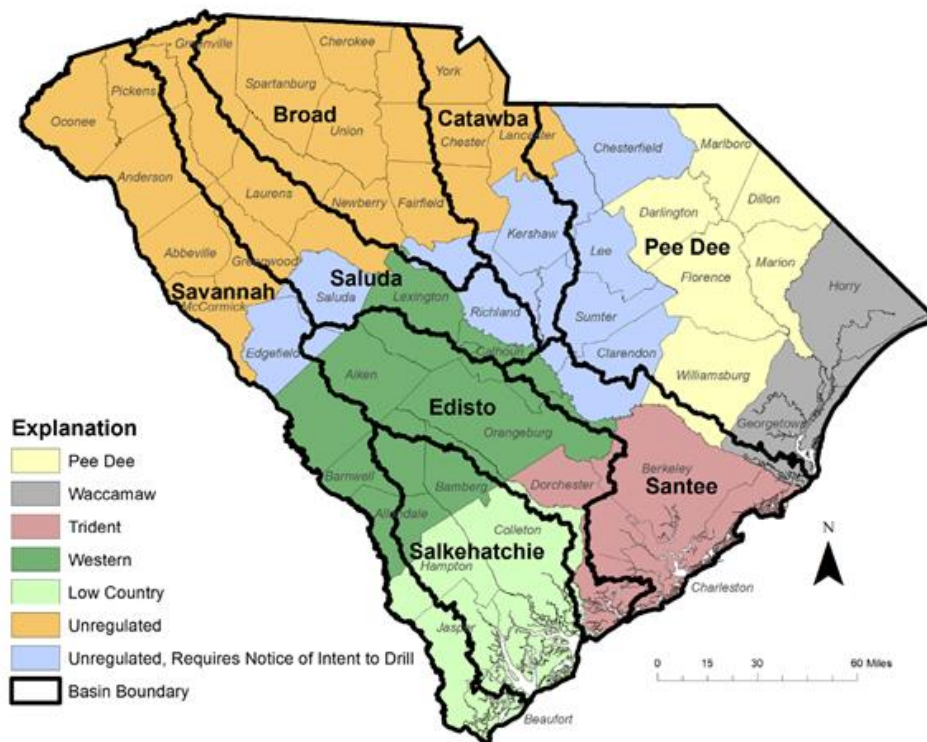 Greenville
Cherokee
York
Pickens
Spartanburg
Oconee
Broad
Catawba
Union
Chester
Lancaster
Chesterfield
Marlboro
Anderson
Laurens
Dillon
Newberry
Fairfield
Darlington
Kershaw
Lee
Pee Dee
Abbeville
Greenwood
Marion
Florence
Saluda
Horry
Savannah
Saluda
Lexington
McCormick
Richland
Sumter
Edgefield
Calhoun
Clarendon
Aiken
Williamsburg
Edisto
Georgetown
Orangeburg
Explanation
Pee Dee
Waccamaw
Trident
Western
Low Country
Unregulated
Unregulated, Requires Notice of Intent to Drill
Basin Boundary
Barnwell
Bamberg
Dorchester
Berkeley
Santee
Allendale
Colleton
Salkehatchie
Hampton
Charleston
Jasper
Beaufort
N
0 15 30 60 Miles